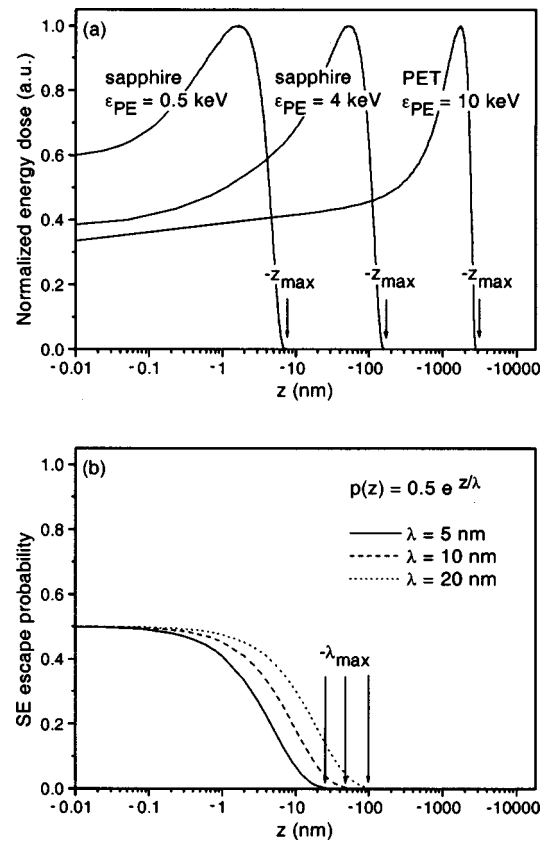 (a)
Normalized energy dose (a.u.)
1.0
0.8
0.6
0.4
0.2
0.0
sapphire
εPE = 0.5 keV
sapphire
εPE = 4 keV
PET
εPE = 10 keV
-zmax
-zmax
-zmax
-0.01
-0.1
-1
-10
-100
-1000
-10000
z (nm)
(b)
SE escape probability
1.0
0.8
0.6
0.4
0.2
0.0
p(z) = 0.5 e z/λ
λ = 5 nm
λ = 10 nm
λ = 20 nm
-λmax
-0.01
-0.1
-1
-10
-100
-1000
-10000
z (nm)